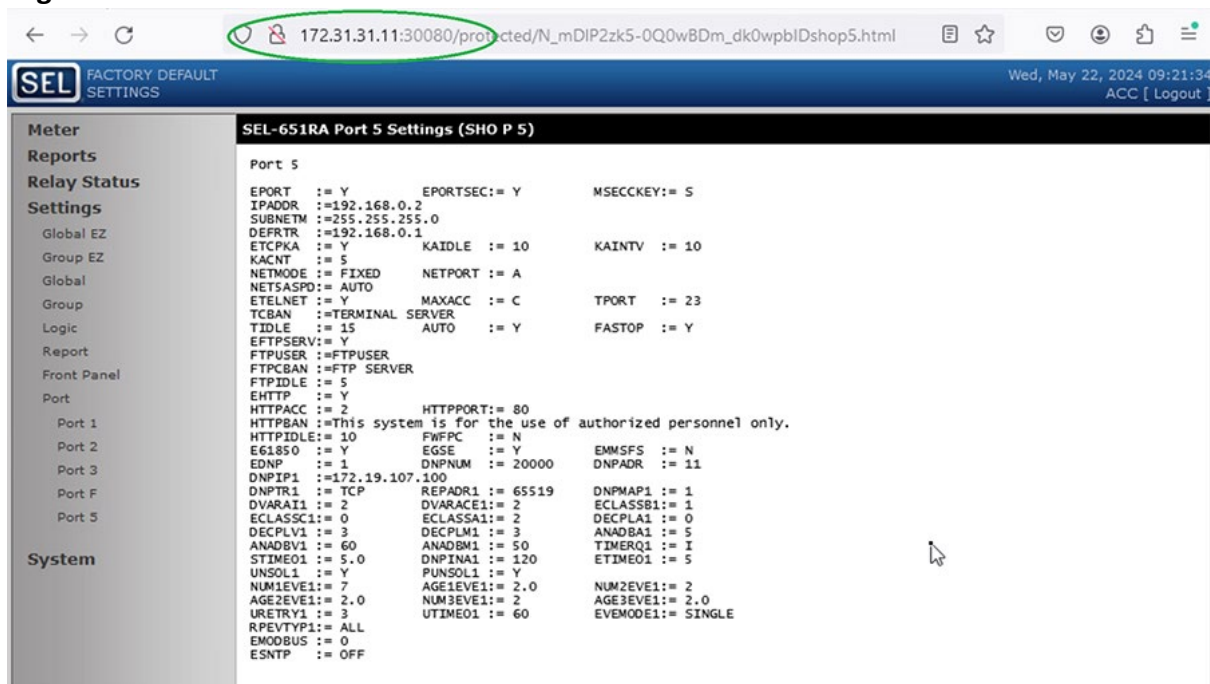 172.31.31.11:30080/protected/N_mDIP2zk5-0Q0wBDm_dk0wpbIDshop5.html
SEL FACTORY DEFAULT SETTINGS
Wed, May 22, 2024 09:21:34
ACC [ Logout ]
Meter
Reports
Relay Status
Settings
Global EZ
Group EZ
Global
Group
Logic
Report
Front Panel
Port
Port 1
Port 2
Port 3
Port F
Port 5
System
SEL-651RA Port 5 Settings (SHO P 5)
Port 5
EPORT := Y EPORTSEC:= Y MSECCKEY:= S
IPADDR :=192.168.0.2
SUBNETM :=255.255.255.0
DEFRTR :=192.168.0.1
ETCPKA := Y KAIDLE := 10 KAINTV := 10
KACNT := 5
NETMODE := FIXED NETPORT := A
NETSASPD:= AUTO
ETELNET := Y MAXACC := C TPORT := 23
TCBAN :=TERMINAL SERVER
TIDLE := 15 AUTO := Y FASTOP := Y
EFTPSERV:= Y
FTPUSER :=FTPUSER
FTPCBAN :=FTP SERVER
FTPIDLE := 5
EHTTP := Y
HTTPACC := 2 HTTPPORT:= 80
HTTPBAN :=This system is for the use of authorized personnel only.
HTTPIDLE:= 10 FWFPC := N
E61850 := Y EGSE := Y EMMSFS := N
EDNP := 1 DNPNUM := 20000 DNPADR := 11
DNPIP1 :=172.19.107.100
DNPTR1 := TCP REPADR1 := 65519 DNPMAP1 := 1
DVARAI1 := 2 DVARACE1:= 2 ECLASSB1:= 1
ECLASSC1:= 0 ECLASSA1:= 2 DECPLA1 := 0
DECPLV1 := 3 DECPLM1 := 3 ANADBA1 := 5
ANADBV1 := 60 ANADBM1 := 50 TIMERQ1 := I
STIMEO1 := 5.0 DNPINA1 := 120 ETIMEO1 := 5
UNSOL1 := Y PUNSOL1 := Y
NUM1EVE1:= 7 AGE1EVE1:= 2.0 NUM2EVE1:= 2
AGE2EVE1:= 2.0 NUM3EVE1:= 2 AGE3EVE1:= 2.0
URETRY1 := 3 UTIMEO1 := 60 EVEMODE1:= SINGLE
RPEVTYP1:= ALL
EMODBUS := 0
ESNTP := OFF